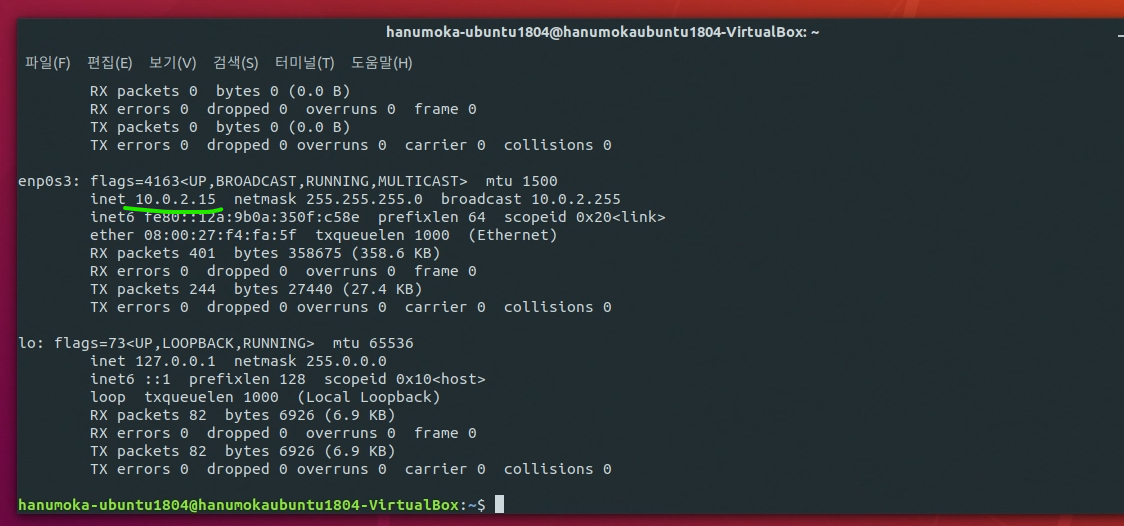 hanumoka-ubuntu1804@hanumokaubuntu1804-VirtualBox: ~
파일(F) 편집(E) 보기(V) 검색(S) 터미널(T) 도움말(H)
RX packets 0  bytes 0 (0.0 B)
RX errors 0  dropped 0  overruns 0  frame 0
TX packets 0  bytes 0 (0.0 B)
TX errors 0  dropped 0 overruns 0  carrier 0  collisions 0
enp0s3: flags=4163<UP,BROADCAST,RUNNING,MULTICAST>  mtu 1500
inet 10.0.2.15  netmask 255.255.255.0  broadcast 10.0.2.255
inet6 fe80::12a:9b0a:350f:c58e  prefixlen 64  scopeid 0x20<link>
ether 08:00:27:f4:fa:5f  txqueuelen 1000  (Ethernet)
RX packets 401  bytes 358675 (358.6 KB)
RX errors 0  dropped 0  overruns 0  frame 0
TX packets 244  bytes 27440 (27.4 KB)
TX errors 0  dropped 0 overruns 0  carrier 0  collisions 0
lo: flags=73<UP,LOOPBACK,RUNNING>  mtu 65536
inet 127.0.0.1  netmask 255.0.0.0
inet6 ::1  prefixlen 128  scopeid 0x10<host>
loop  txqueuelen 1000  (Local Loopback)
RX packets 82  bytes 6926 (6.9 KB)
RX errors 0  dropped 0  overruns 0  frame 0
TX packets 82  bytes 6926 (6.9 KB)
TX errors 0  dropped 0 overruns 0  carrier 0  collisions 0
hanumoka-ubuntu1804@hanumokaubuntu1804-VirtualBox:~$